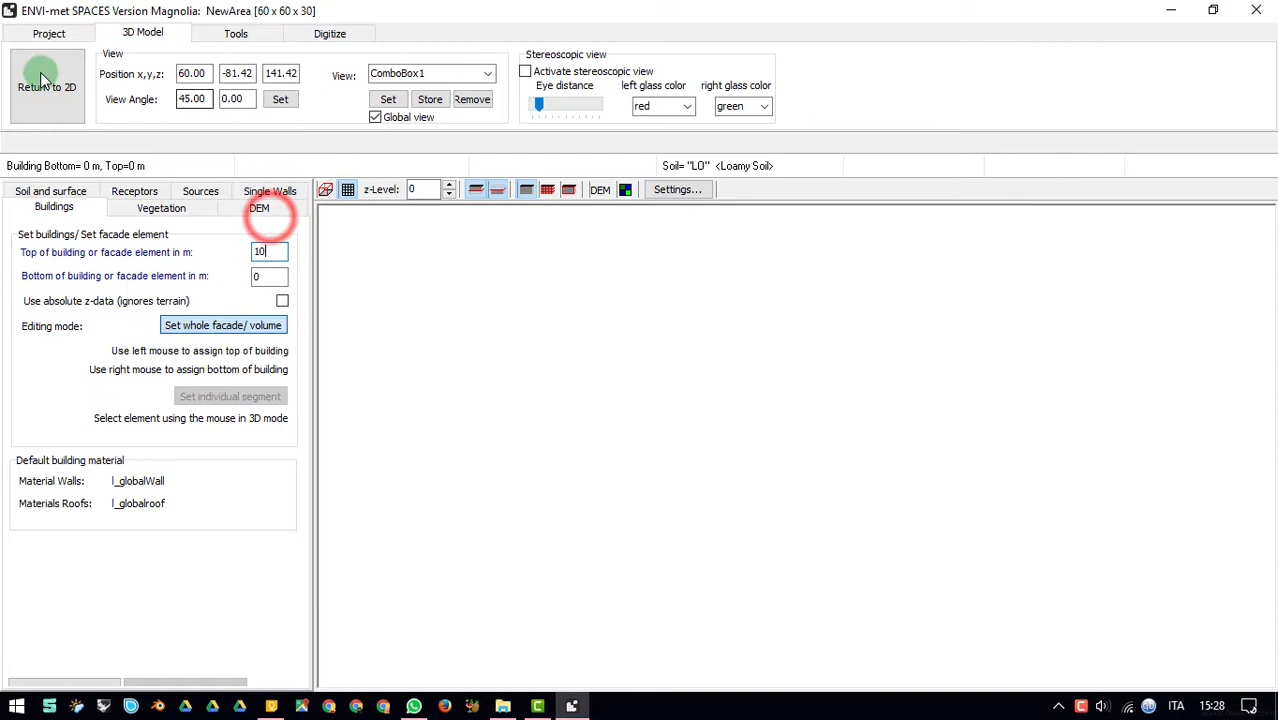 ENVI-met SPACES Version Magnolia: NewArea [60 x 60 x 30]
Project 3D Model Tools Digitize
Return to 2D
View
Position x,y,z: 60.00 -81.42 141.42
View Angle: 45.00 0.00 Set
View: ComboBox1
Set Store Remove
Global view
Stereoscopic view
Activate stereoscopic view
Eye distance left glass color right glass color
red green
Building Bottom= 0 m, Top=0 m Soil= "LO" <Loamy Soil>
Soil and surface Receptors Sources Single Walls
Buildings Vegetation DEM
z-Level: 0 DEM Settings...
Set buildings/ Set facade element
Top of building or facade element in m: 10
Bottom of building or facade element in m: 0
Use absolute z-data (ignores terrain)
Editing mode: Set whole facade/ volume
Use left mouse to assign top of building
Use right mouse to assign bottom of building
Set individual segment
Select element using the mouse in 3D mode
Default building material
Material Walls: l_globalWall
Materials Roofs: l_globalroof
ITA 15:28